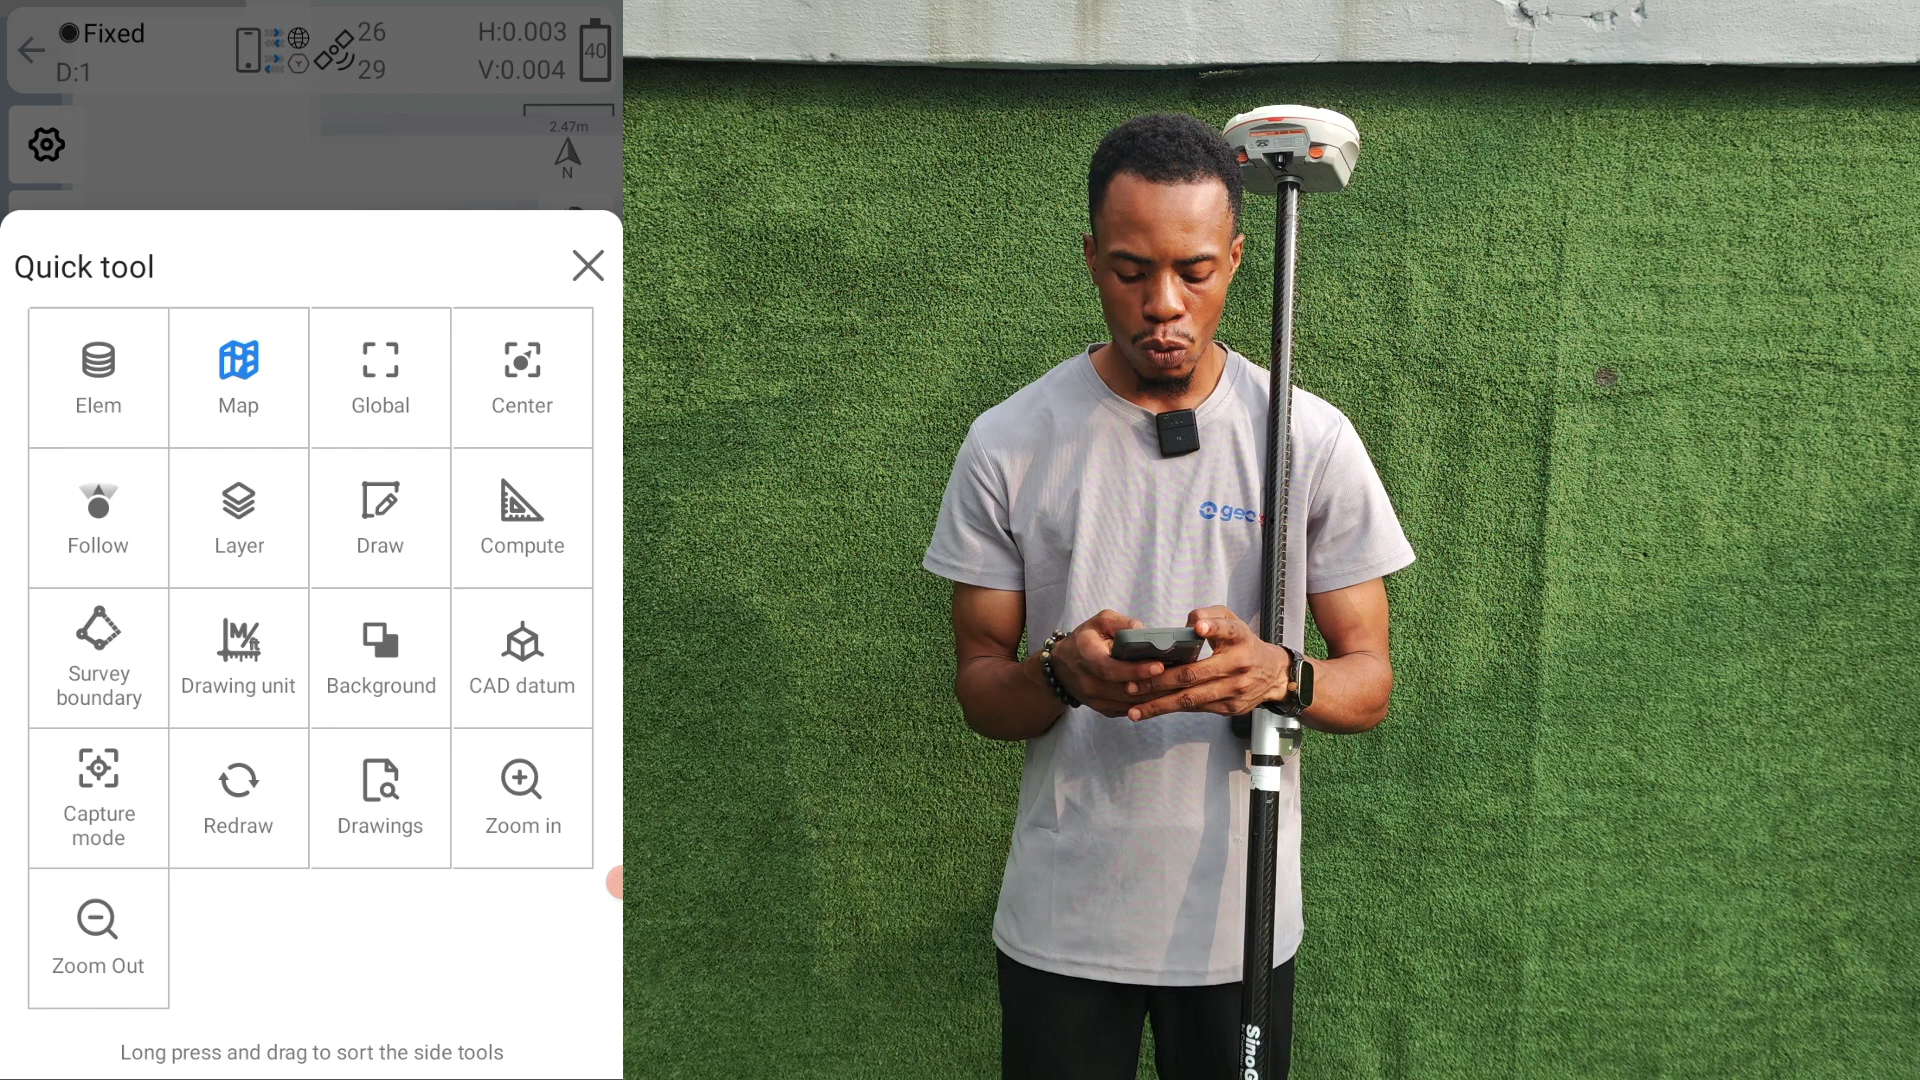 Fixed
D:1
26
29
H:0.003
V:0.004
40
2.47m
N
Quick tool
Elem
Map
Global
Center
Follow
Layer
Draw
Compute
Survey
boundary
M/ft
Drawing unit
Background
CAD datum
Capture
mode
Redraw
Drawings
Zoom in
Zoom Out
Long press and drag to sort the side tools
geo
SinoG